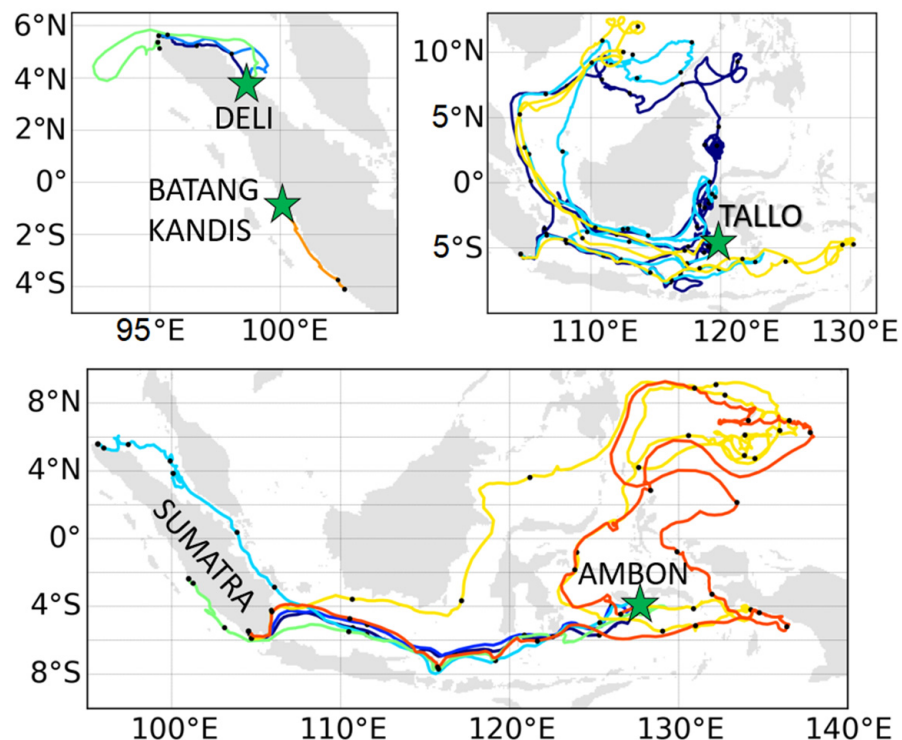 6°N
4°N
2°N
0°
2°S
4°S
DELI
BATANG
KANDIS
95°E
100°E
10°N
5°N
0°
5°S
TALLO
110°E
120°E
130°E
8°N
4°N
0°
4°S
8°S
SUMATRA
AMBON
100°E
110°E
120°E
130°E
140°E